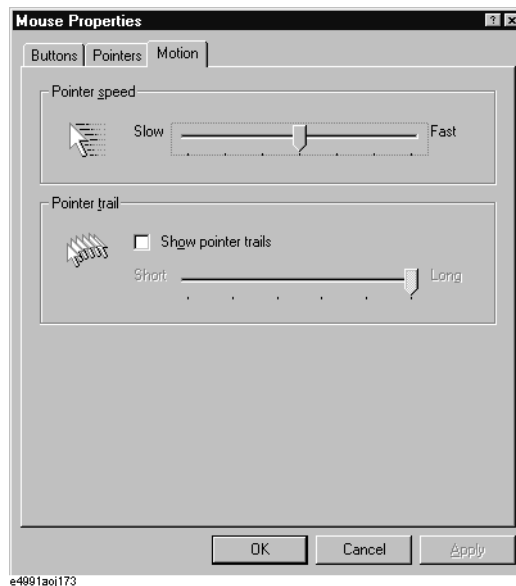 Mouse Properties
Buttons Pointers Motion
Pointer speed
Slow Fast
Pointer trail
Show pointer trails
Short Long
OK Cancel Apply
e4991aoi173